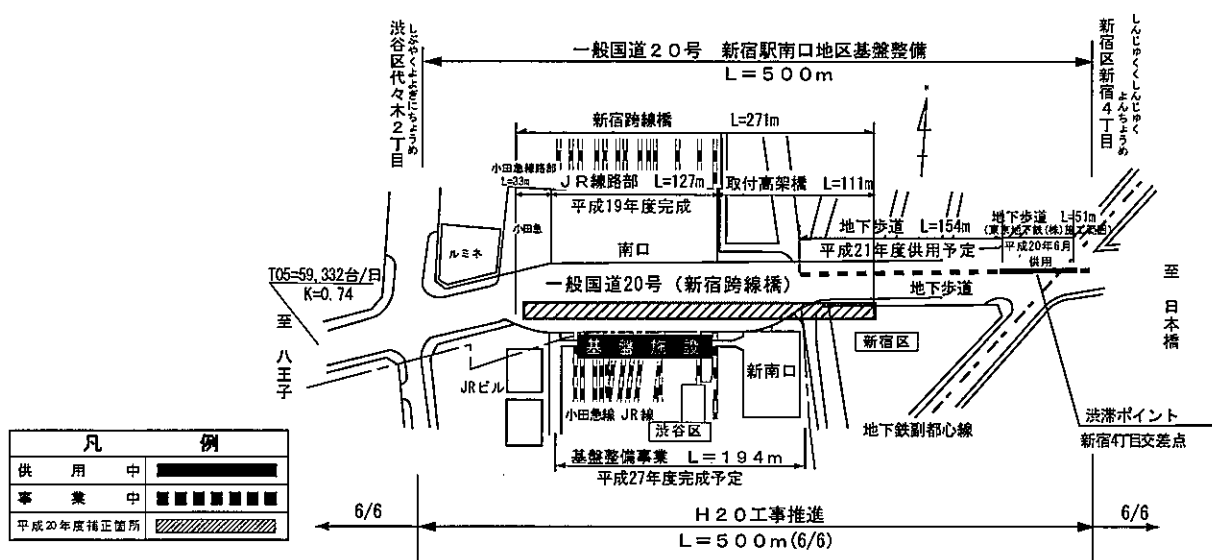 一般国道20号 新宿駅南口地区基盤整備
L=500m
しぶやくよよぎにちょうめ
渋谷区代々木2丁目
しんじゅくくしんじゅく
よんちょうめ
新宿区新宿4丁目
新宿跨線橋 L=271m
小田急線路部
L=33m
JR線路部 L=127m
平成19年度完成
取付高架橋 L=111m
地下歩道 L=154m
平成21年度供用予定
地下歩道 L=51m
平成20年6月
供用
小田急
ルミネ
南口
T05=59,332台/日
K=0.74
一般国道20号(新宿跨線橋)
地下歩道
至 八王子
至 日本橋
基盤施設
新宿区
新南口
JRビル
小田急線 JR線
渋谷区
地下鉄副都心線
渋滞ポイント
新宿4丁目交差点
基盤整備事業 L=194m
平成27年度完成予定
凡例
供用中
事業中
平成20年度補正箇所
6/6
H20工事推進
L=500m(6/6)
6/6